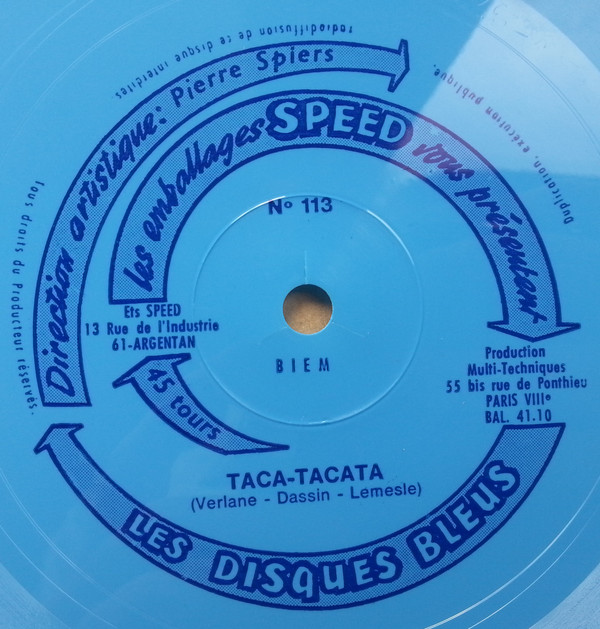 Tous droits du Producteur réservés.
radiodiffusion de ce disque interdites
Duplication, exécution publique,
Direction artistique: Pierre Spiers
les emballages SPEED vous présentent
Nº 113
Ets SPEED
13 Rue de l'Industrie
61-ARGENTAN
BIEM
Production
Multi-Techniques
55 bis rue de Ponthieu
PARIS VIIIº
BAL. 41.10
45 tours
TACA-TACATA
(Verlane - Dassin - Lemesle)
LES DISQUES BLEUS